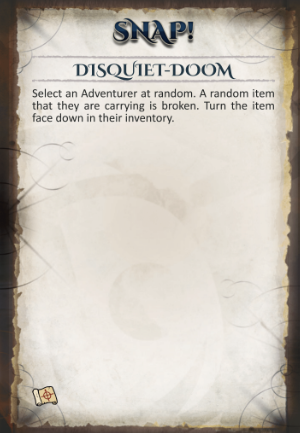 SNAP!
DISQUIET-DOOM
Select an Adventurer at random. A random item
that they are carrying is broken. Turn the item
face down in their inventory.